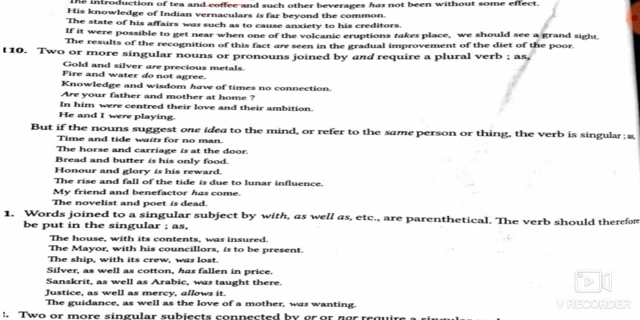 The introduction of tea and coffee and such other beverages has not been without some effect.
His knowledge of Indian vernaculars is far beyond the common.
The state of his affairs was such as to cause anxiety to his creditors.
If it were possible to get near when one of the volcanic eruptions takes place, we should see a grand sight.
The results of the recognition of this fact are seen in the gradual improvement of the diet of the poor.
110. Two or more singular nouns or pronouns joined by and require a plural verb ; as,
Gold and silver are precious metals.
Fire and water do not agree.
Knowledge and wisdom have of times no connection.
Are your father and mother at home ?
In him were centred their love and their ambition.
He and I were playing.
But if the nouns suggest one idea to the mind, or refer to the same person or thing, the verb is singular ; as,
Time and tide waits for no man.
The horse and carriage is at the door.
Bread and butter is his only food.
Honour and glory is his reward.
The rise and fall of the tide is due to lunar influence.
My friend and benefactor has come.
The novelist and poet is dead.
1. Words joined to a singular subject by with, as well as, etc., are parenthetical. The verb should therefore
be put in the singular ; as,
The house, with its contents, was insured.
The Mayor, with his councillors, is to be present.
The ship, with its crew, was lost.
Silver, as well as cotton, has fallen in price.
Sanskrit, as well as Arabic, was taught there.
Justice, as well as mercy, allows it.
The guidance, as well as the love of a mother, was wanting.
:. Two or more singular subjects connected by or or nor require a singular
V RECORDER